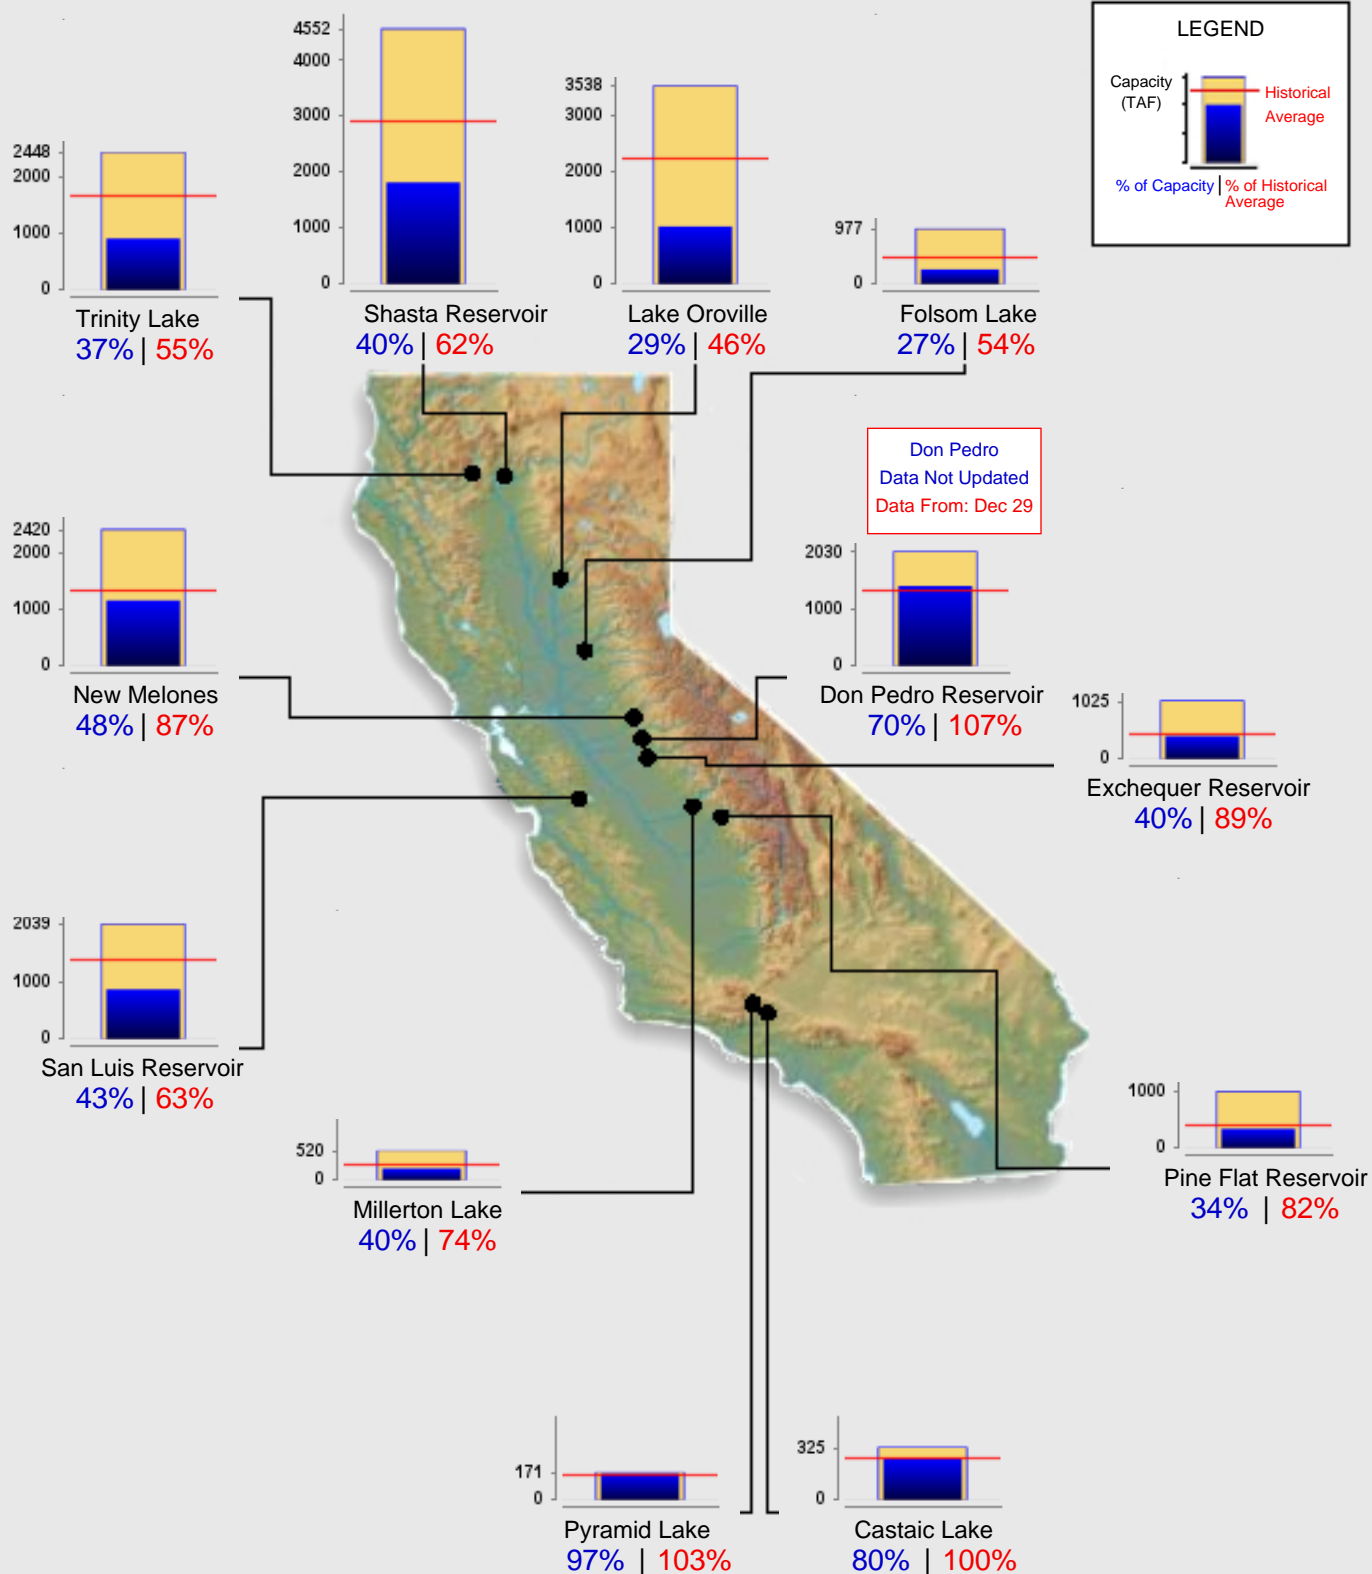 LEGEND
Capacity
(TAF)
Historical
Average
% of Capacity | % of Historical
Average
4552
4000
3000
2000
1000
0
Shasta Reservoir
40% | 62%
3538
3000
2000
1000
0
Lake Oroville
29% | 46%
2448
2000
1000
0
Trinity Lake
37% | 55%
977
0
Folsom Lake
27% | 54%
Don Pedro
Data Not Updated
Data From: Dec 29
2420
2000
1000
0
New Melones
48% | 87%
2030
1000
0
Don Pedro Reservoir
70% | 107%
1025
0
Exchequer Reservoir
40% | 89%
2039
1000
0
San Luis Reservoir
43% | 63%
520
0
Millerton Lake
40% | 74%
1000
0
Pine Flat Reservoir
34% | 82%
171
0
Pyramid Lake
97% | 103%
325
0
Castaic Lake
80% | 100%